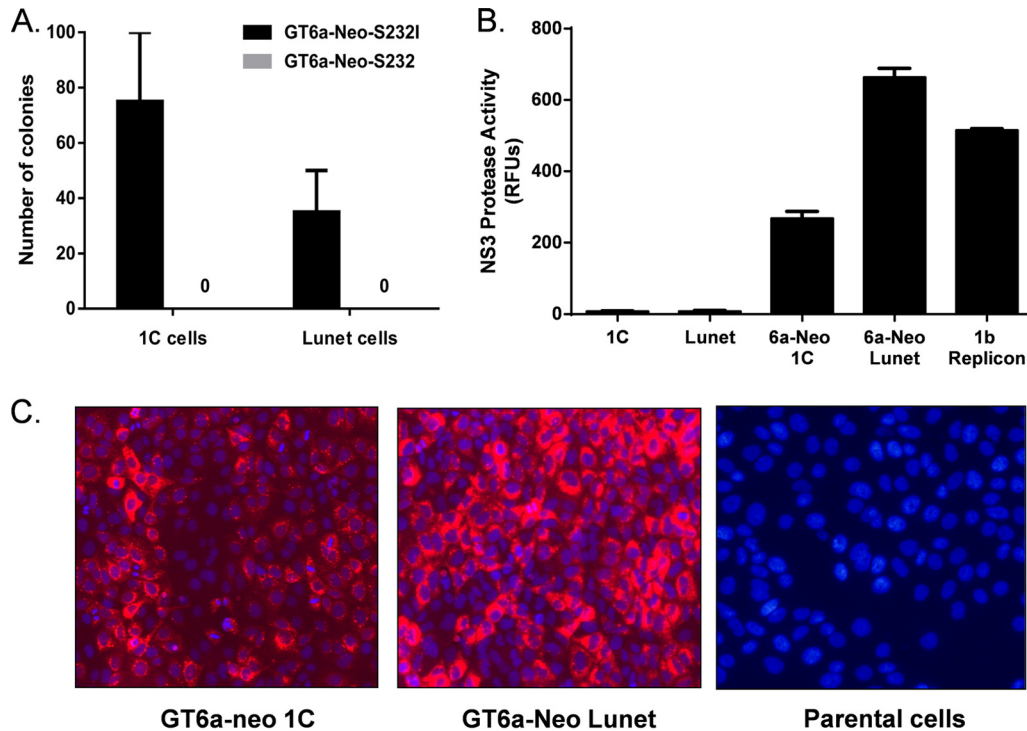 A.
Number of colonies
100
80
60
40
20
0
GT6a-Neo-S232I
GT6a-Neo-S232
0
0
1C cells
Lunet cells
B.
NS3 Protease Activity
(RFUs)
800
600
400
200
0
1C
Lunet
6a-Neo
1C
6a-Neo
Lunet
1b
Replicon
C.
GT6a-neo 1C
GT6a-Neo Lunet
Parental cells